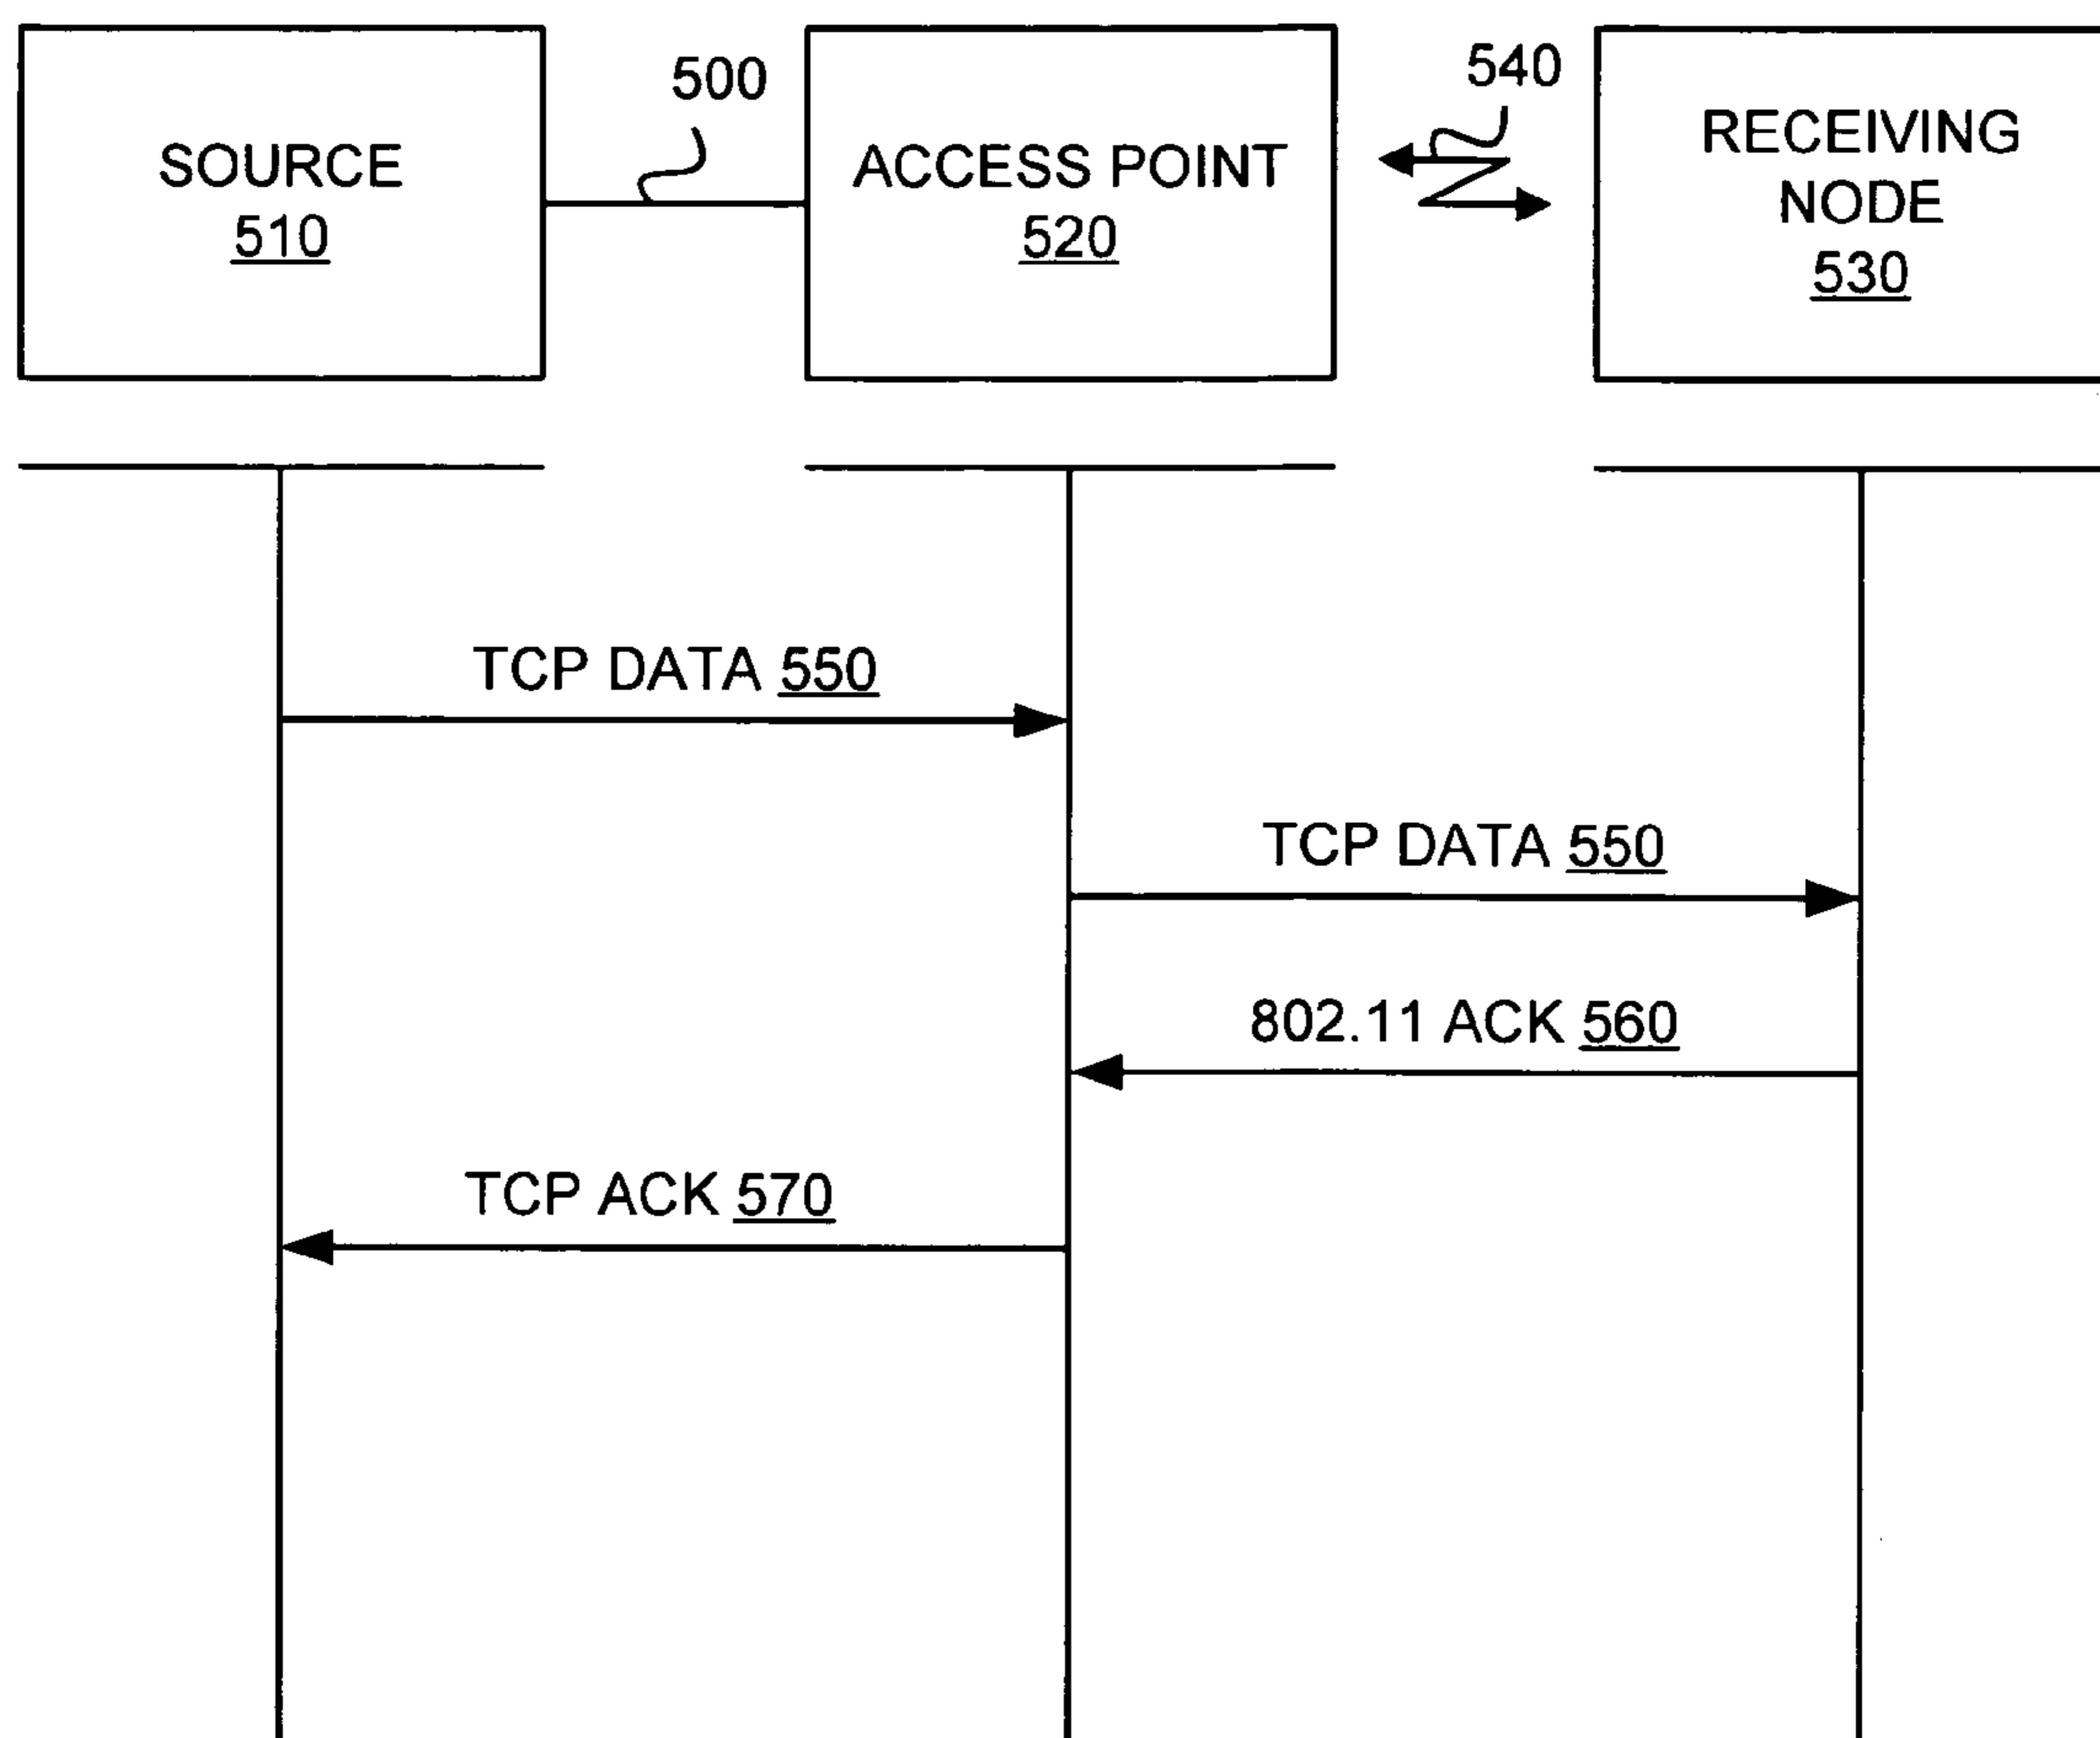 SOURCE
510
500
ACCESS POINT
520
540
RECEIVING
NODE
530
TCP DATA 550
TCP DATA 550
802.11 ACK 560
TCP ACK 570